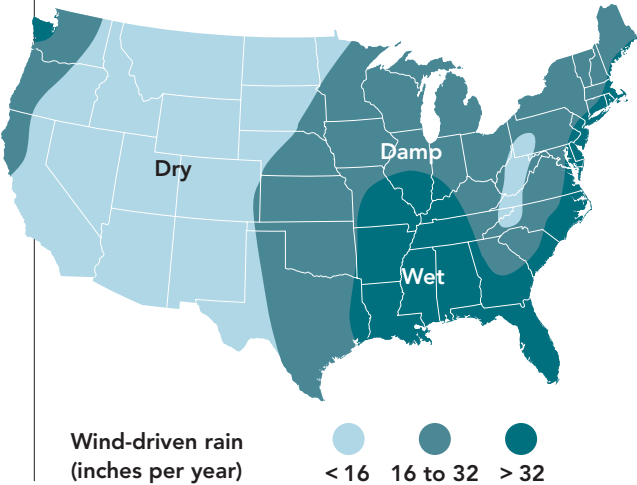 Damp
Dry
Wet
Wind-driven rain
(inches per year)
< 16 16 to 32 > 32